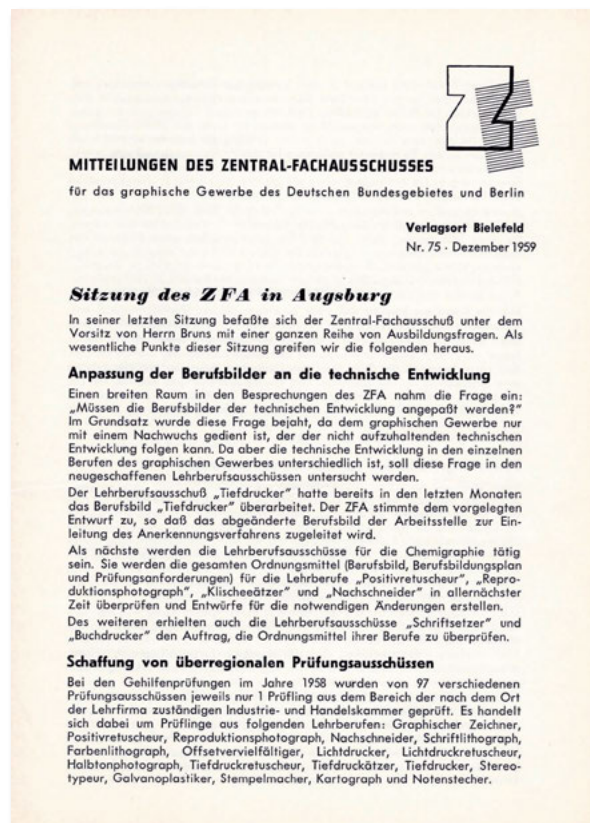 MITTEILUNGEN DES ZENTRAL-FACHAUSSCHUSSES
für das graphische Gewerbe des Deutschen Bundesgebietes und Berlin
Verlagsort Bielefeld
Nr. 75 · Dezember 1959
Sitzung des ZFA in Augsburg
In seiner letzten Sitzung befaßte sich der Zentral-Fachausschuß unter dem
Vorsitz von Herrn Bruns mit einer ganzen Reihe von Ausbildungsfragen. Als
wesentliche Punkte dieser Sitzung greifen wir die folgenden heraus.
Anpassung der Berufsbilder an die technische Entwicklung
Einen breiten Raum in den Besprechungen des ZFA nahm die Frage ein:
„Müssen die Berufsbilder der technischen Entwicklung angepaßt werden?"
Im Grundsatz wurde diese Frage bejaht, da dem graphischen Gewerbe nur
mit einem Nachwuchs gedient ist, der der nicht aufzuhaltenden technischen
Entwicklung folgen kann. Da aber die technische Entwicklung in den einzelnen
Berufen des graphischen Gewerbes unterschiedlich ist, soll diese Frage in den
neugeschaffenen Lehrberufsausschüssen untersucht werden.
Der Lehrberufsausschuß „Tiefdrucker" hatte bereits in den letzten Monaten
das Berufsbild „Tiefdrucker" überarbeitet. Der ZFA stimmte dem vorgelegten
Entwurf zu, so daß das abgeänderte Berufsbild der Arbeitsstelle zur Ein-
leitung des Anerkennungsverfahrens zugeleitet wird.
Als nächste werden die Lehrberufsausschüsse für die Chemigraphie tätig
sein. Sie werden die gesamten Ordnungsmittel (Berufsbild, Berufsbildungsplan
und Prüfungsanforderungen) für die Lehrberufe „Positivretuscheur", „Repro-
duktionsphotograph", „Klischeeätzer" und „Nachschneider" in allernächster
Zeit überprüfen und Entwürfe für die notwendigen Änderungen erstellen.
Des weiteren erhielten auch die Lehrberufsausschüsse „Schriftsetzer" und
„Buchdrucker" den Auftrag, die Ordnungsmittel ihrer Berufe zu überprüfen.
Schaffung von überregionalen Prüfungsausschüssen
Bei den Gehilfenprüfungen im Jahre 1958 wurden von 97 verschiedenen
Prüfungsausschüssen jeweils nur 1 Prüfling aus dem Bereich der nach dem Ort
der Lehrfirma zuständigen Industrie- und Handelskammer geprüft. Es handelt
sich dabei um Prüflinge aus folgenden Lehrberufen: Graphischer Zeichner,
Positivretuscheur, Reproduktionsphotograph, Nachschneider, Schriftlithograph,
Farbenlithograph, Offsetvervielfältiger, Lichtdrucker, Lichtdruckretuscheur,
Halbtonphotograph, Tiefdruckretuscheur, Tiefdruckätzer, Tiefdrucker, Stereo-
typeur, Galvanoplastiker, Stempelmacher, Kartograph und Notenstecher.